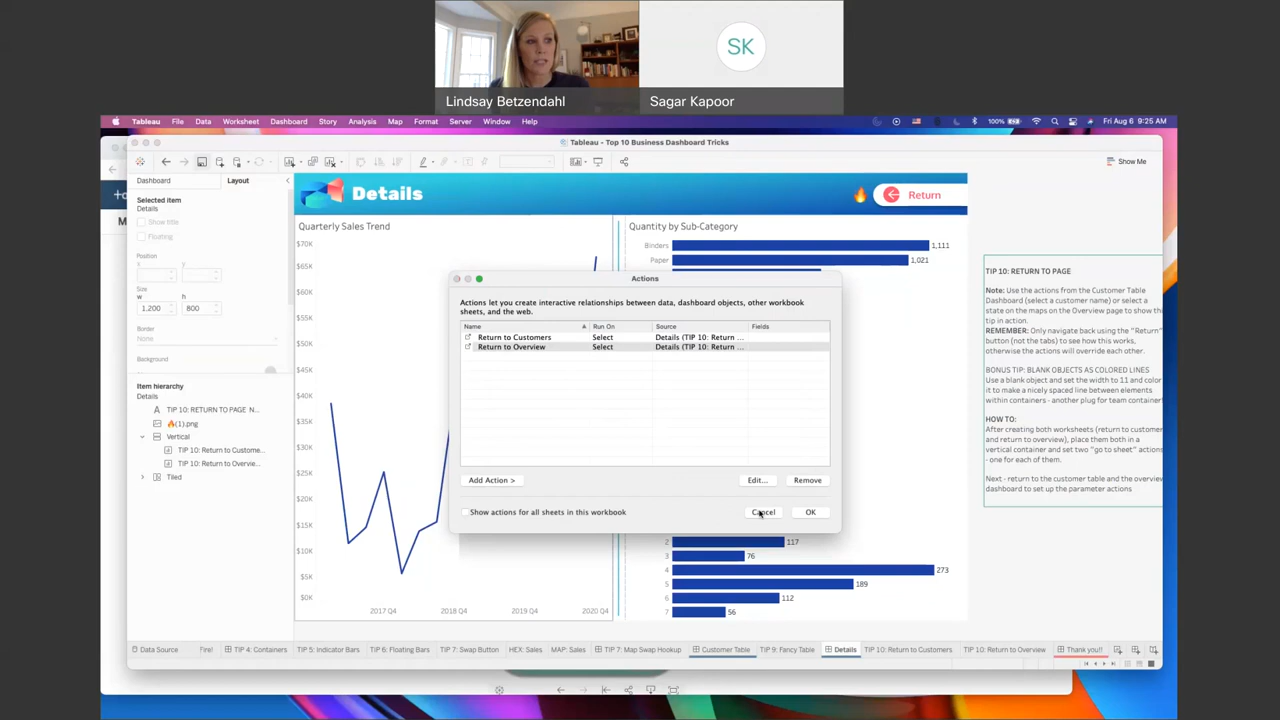 SK
Lindsay Betzendahl
Sagar Kapoor
Tableau File Data Worksheet Dashboard Story Analysis Map Format Server Window Help
100% Fri Aug 6 9:25 AM
Tableau - Top 10 Business Dashboard Tricks
Show Me
Dashboard Layout
Selected item
Details
Show title
Floating
Position
x y
Size
w h
1,200 800
Border
None
Background
Item hierarchy
Details
TIP 10: RETURN TO PAGE N...
🔥(1).png
Vertical
TIP 10: Return to Custome...
TIP 10: Return to Overvie...
Tiled
Details
Return
Quarterly Sales Trend
$70K
$65K
$60K
$55K
$50K
$45K
$40K
$35K
$30K
$25K
$20K
$15K
$10K
$5K
$0K
2017 Q4 2018 Q4 2019 Q4 2020 Q4
Quantity by Sub-Category
Binders 1,111
Paper 1,021
2 117
3 76
4 273
5 189
6 112
7 56
Actions
Actions let you create interactive relationships between data, dashboard objects, other workbook
sheets, and the web.
Name Run On Source Fields
Return to Customers Select Details (TIP 10: Return ...
Return to Overview Select Details (TIP 10: Return ...
Add Action > Edit... Remove
Show actions for all sheets in this workbook Cancel OK
TIP 10: RETURN TO PAGE
Note: Use the actions from the Customer Table
Dashboard (select a customer name) or select a
state on the maps on the Overview page to show the
tip in action.
REMEMBER: Only navigate back using the "Return"
button (not the tabs) to see how this works,
otherwise the actions will override each other.
BONUS TIP: BLANK OBJECTS AS COLORED LINES
Use a blank object and set the width to 11 and color
it to make a nicely spaced line between elements
within containers - another plug for team container!
HOW TO:
After creating both worksheets (return to customer
and return to overview), place them both in a
vertical container and set two "go to sheet" actions
- one for each of them.
Next - return to the customer table and the overview
dashboard to set up the parameter actions
Data Source Fire! TIP 4: Containers TIP 5: Indicator Bars TIP 6: Floating Bars TIP 7: Swap Button HEX: Sales MAP: Sales TIP 7: Map Swap Hookup Customer Table TIP 9: Fancy Table Details TIP 10: Return to Customers TIP 10: Return to Overview Thank you!!